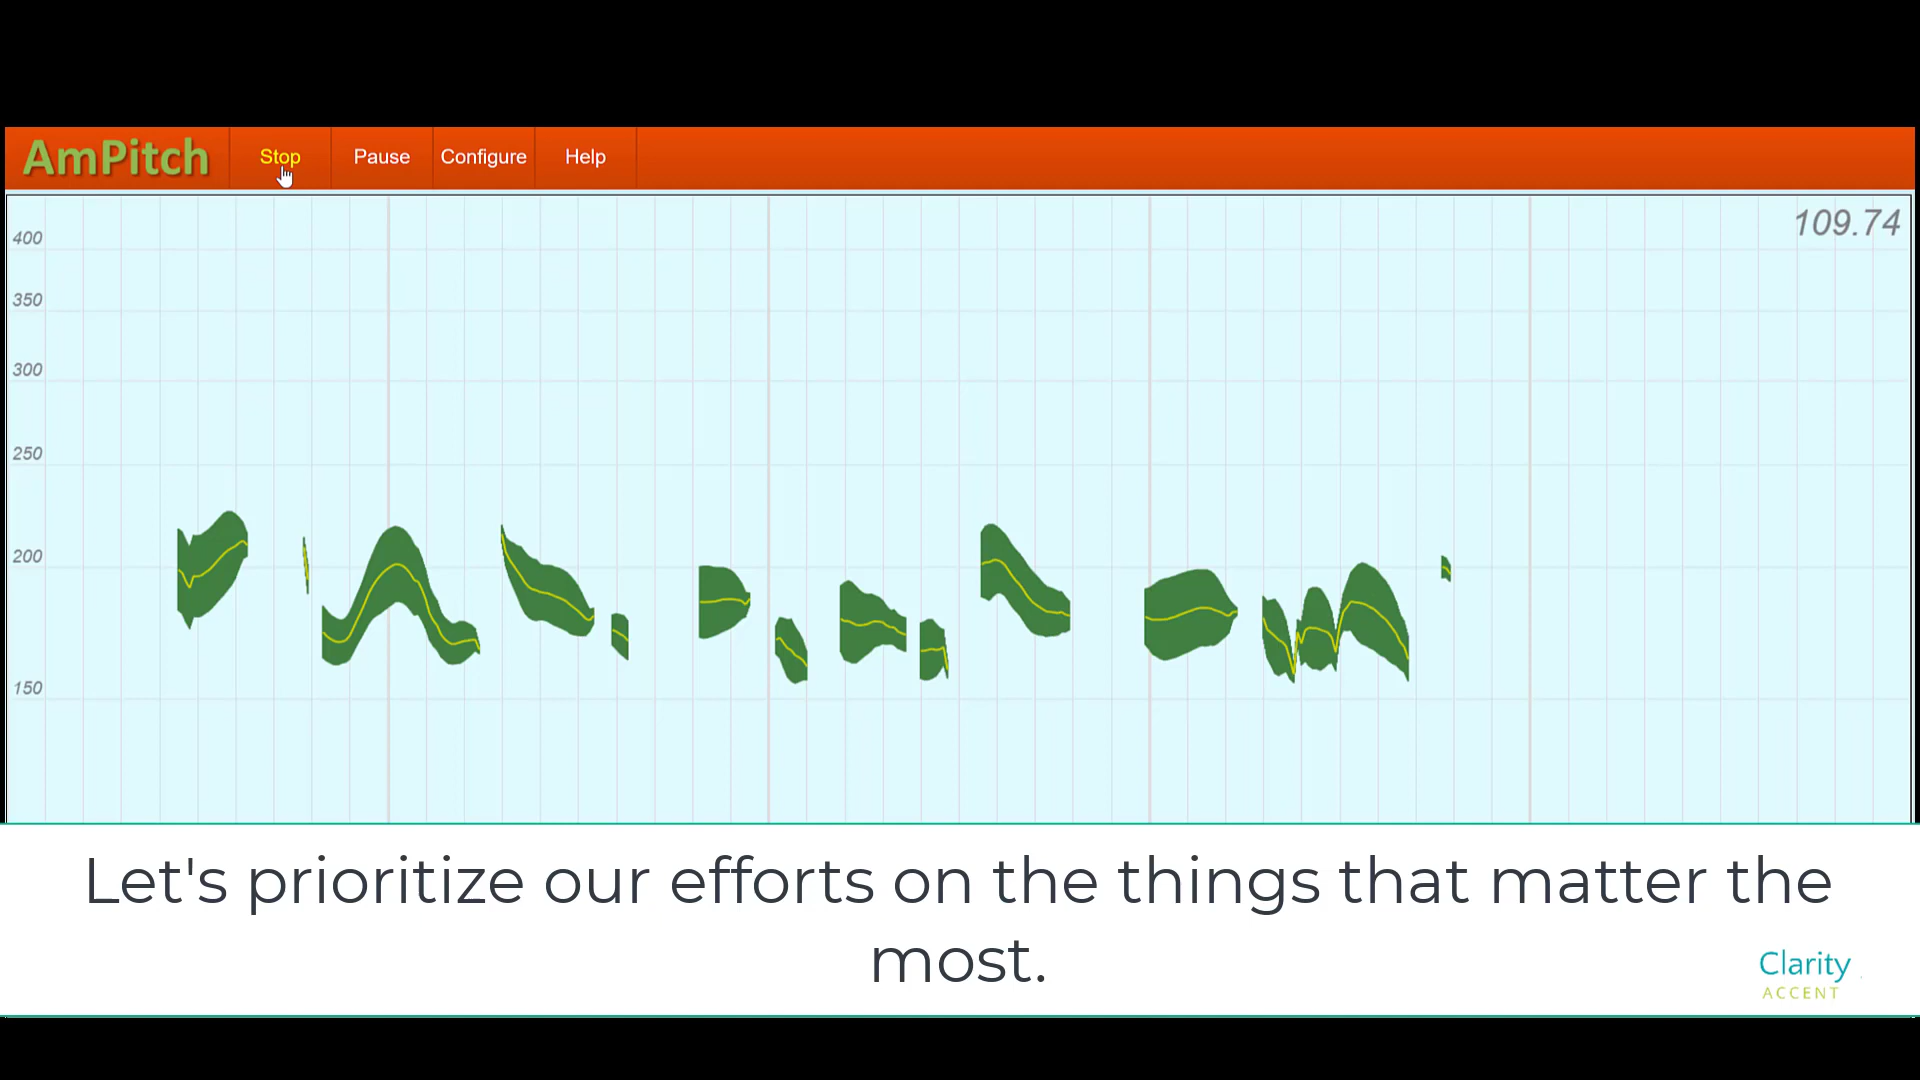 AmPitch Stop Pause Configure Help
109.74
400
350
300
250
200
150
Let's prioritize our efforts on the things that matter the
most.
Clarity
ACCENT